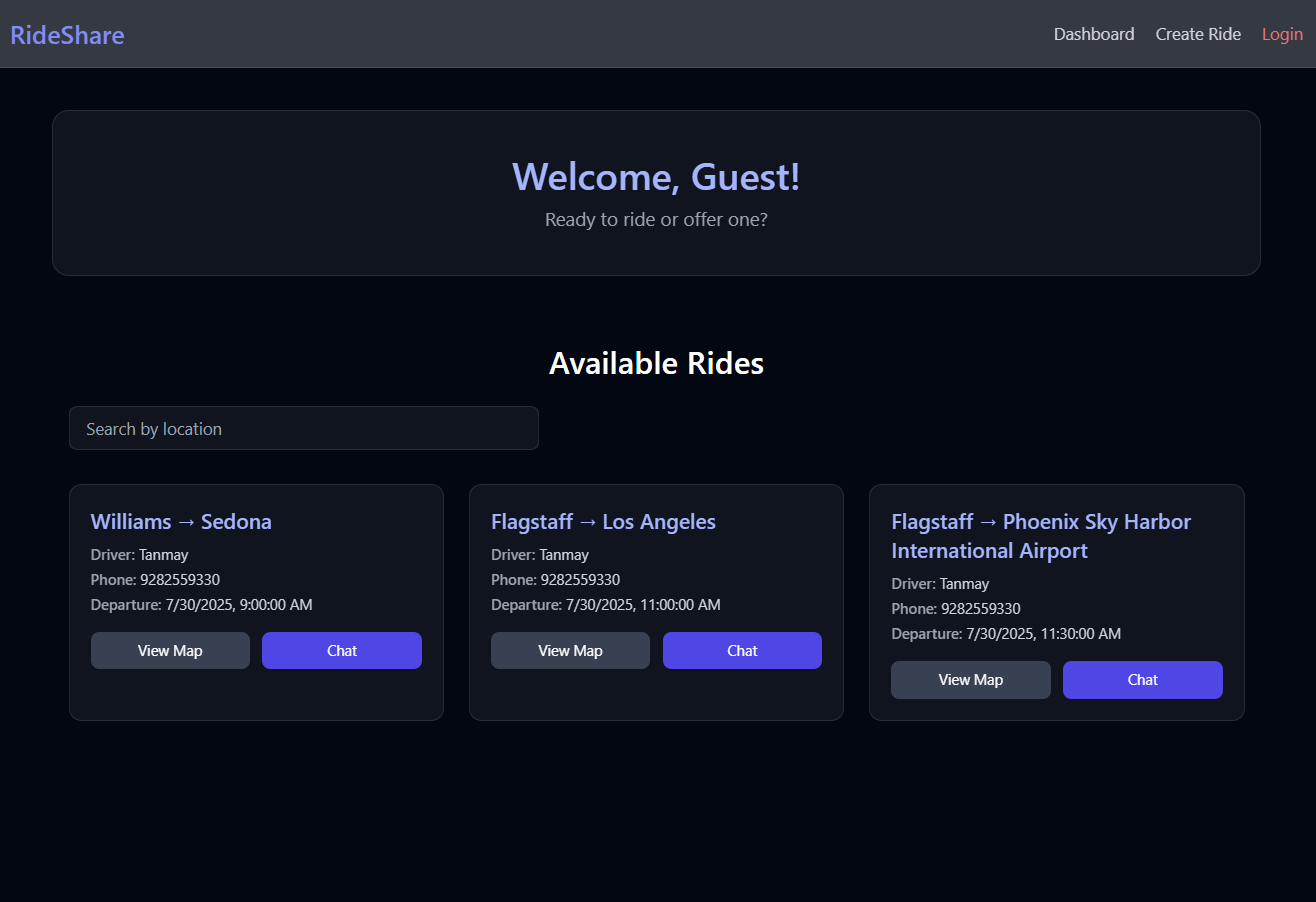 RideShare
Dashboard
Create Ride
Login
Welcome, Guest!
Ready to ride or offer one?
Available Rides
Search by location
Williams → Sedona
Driver: Tanmay
Phone: 9282559330
Departure: 7/30/2025, 9:00:00 AM
View Map
Chat
Flagstaff → Los Angeles
Driver: Tanmay
Phone: 9282559330
Departure: 7/30/2025, 11:00:00 AM
View Map
Chat
Flagstaff → Phoenix Sky Harbor
International Airport
Driver: Tanmay
Phone: 9282559330
Departure: 7/30/2025, 11:30:00 AM
View Map
Chat